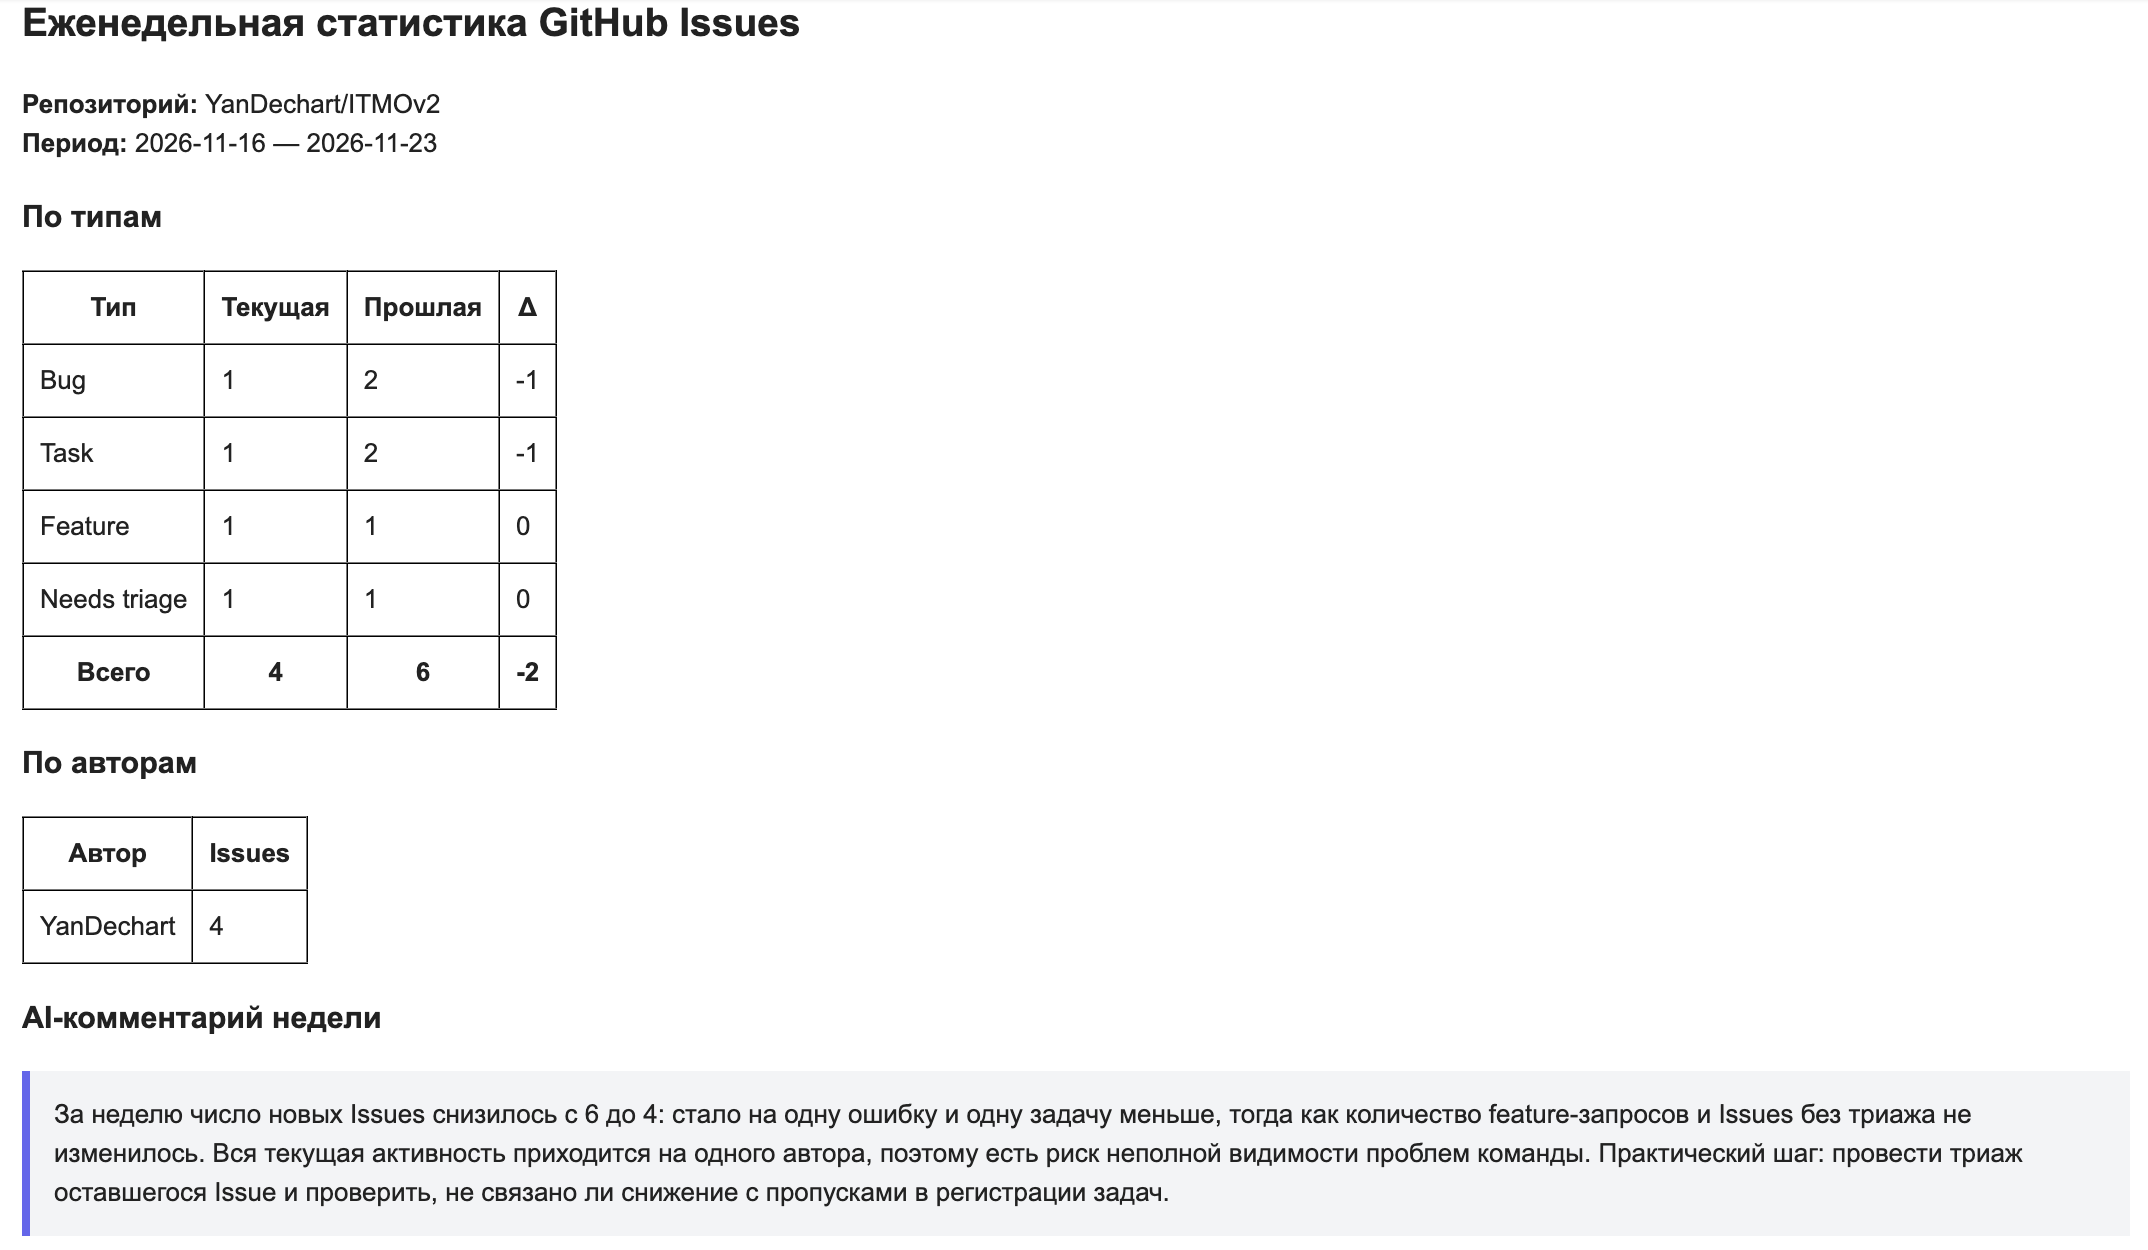 Еженедельная статистика GitHub Issues
Репозиторий: YanDechart/ITMOv2
Период: 2026-11-16 — 2026-11-23
По типам
Тип Текущая Прошлая Δ
Bug 1 2 -1
Task 1 2 -1
Feature 1 1 0
Needs triage 1 1 0
Всего 4 6 -2
По авторам
Автор Issues
YanDechart 4
AI-комментарий недели
За неделю число новых Issues снизилось с 6 до 4: стало на одну ошибку и одну задачу меньше, тогда как количество feature-запросов и Issues без триажа не
изменилось. Вся текущая активность приходится на одного автора, поэтому есть риск неполной видимости проблем команды. Практический шаг: провести триаж
оставшегося Issue и проверить, не связано ли снижение с пропусками в регистрации задач.